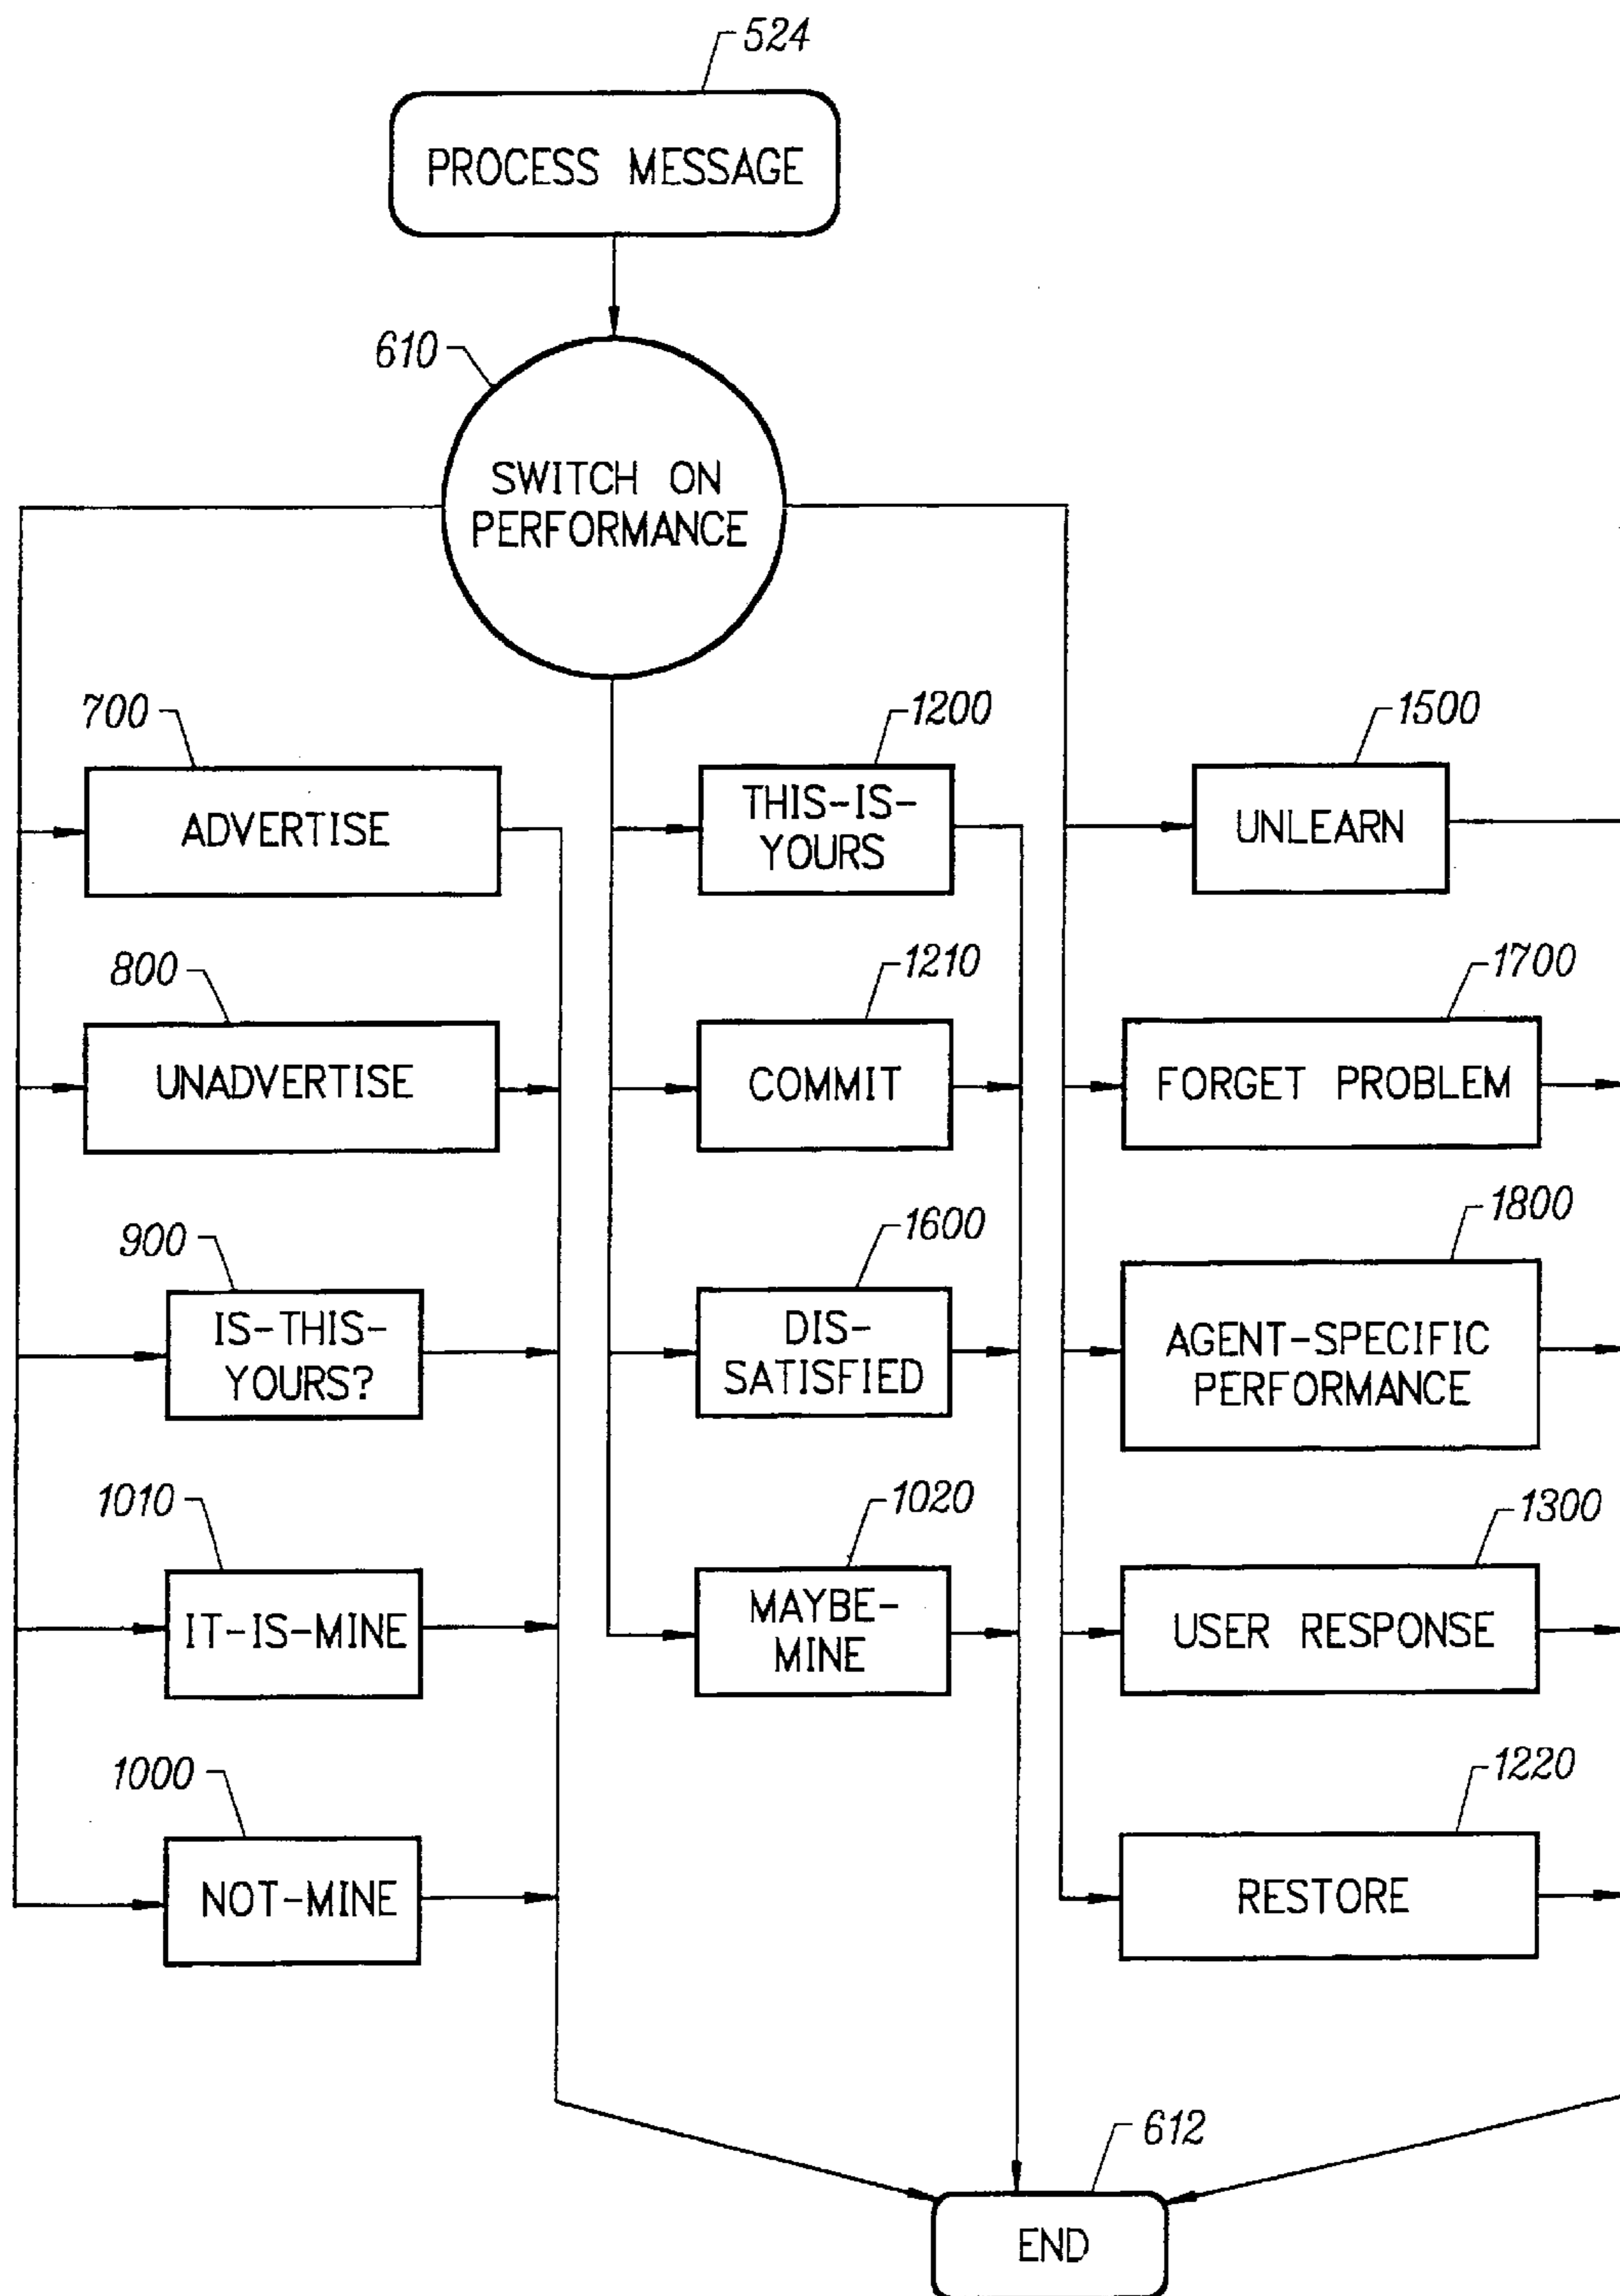 524
PROCESS MESSAGE
610
SWITCH ON
PERFORMANCE
700
ADVERTISE
800
UNADVERTISE
900
IS-THIS-
YOURS?
1010
IT-IS-MINE
1000
NOT-MINE
1200
THIS-IS-
YOURS
1210
COMMIT
1600
DIS-
SATISFIED
1020
MAYBE-
MINE
1500
UNLEARN
1700
FORGET PROBLEM
1800
AGENT-SPECIFIC
PERFORMANCE
1300
USER RESPONSE
1220
RESTORE
612
END